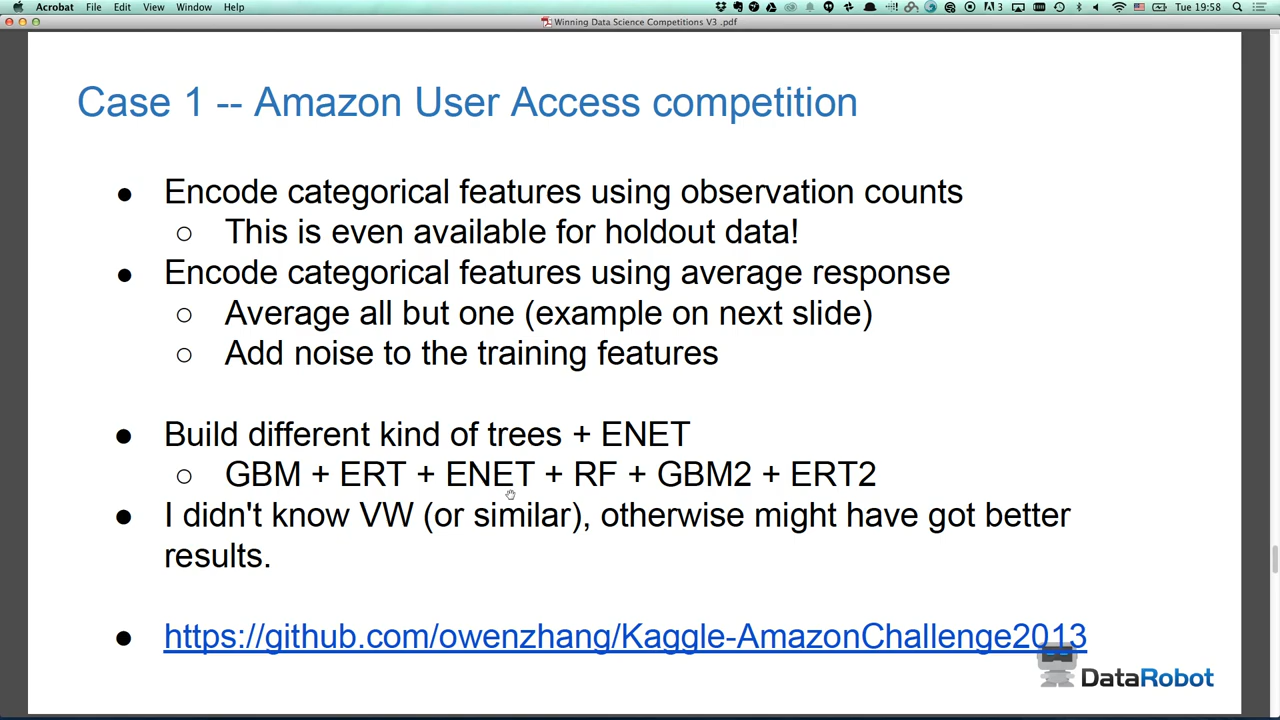 Acrobat File Edit View Window Help
3 Tue 19:58
Winning Data Science Competitions V3 .pdf
Case 1 -- Amazon User Access competition
● Encode categorical features using observation counts
○ This is even available for holdout data!
● Encode categorical features using average response
○ Average all but one (example on next slide)
○ Add noise to the training features
● Build different kind of trees + ENET
○ GBM + ERT + ENET + RF + GBM2 + ERT2
● I didn't know VW (or similar), otherwise might have got better
results.
● https://github.com/owenzhang/Kaggle-AmazonChallenge2013
DataRobot